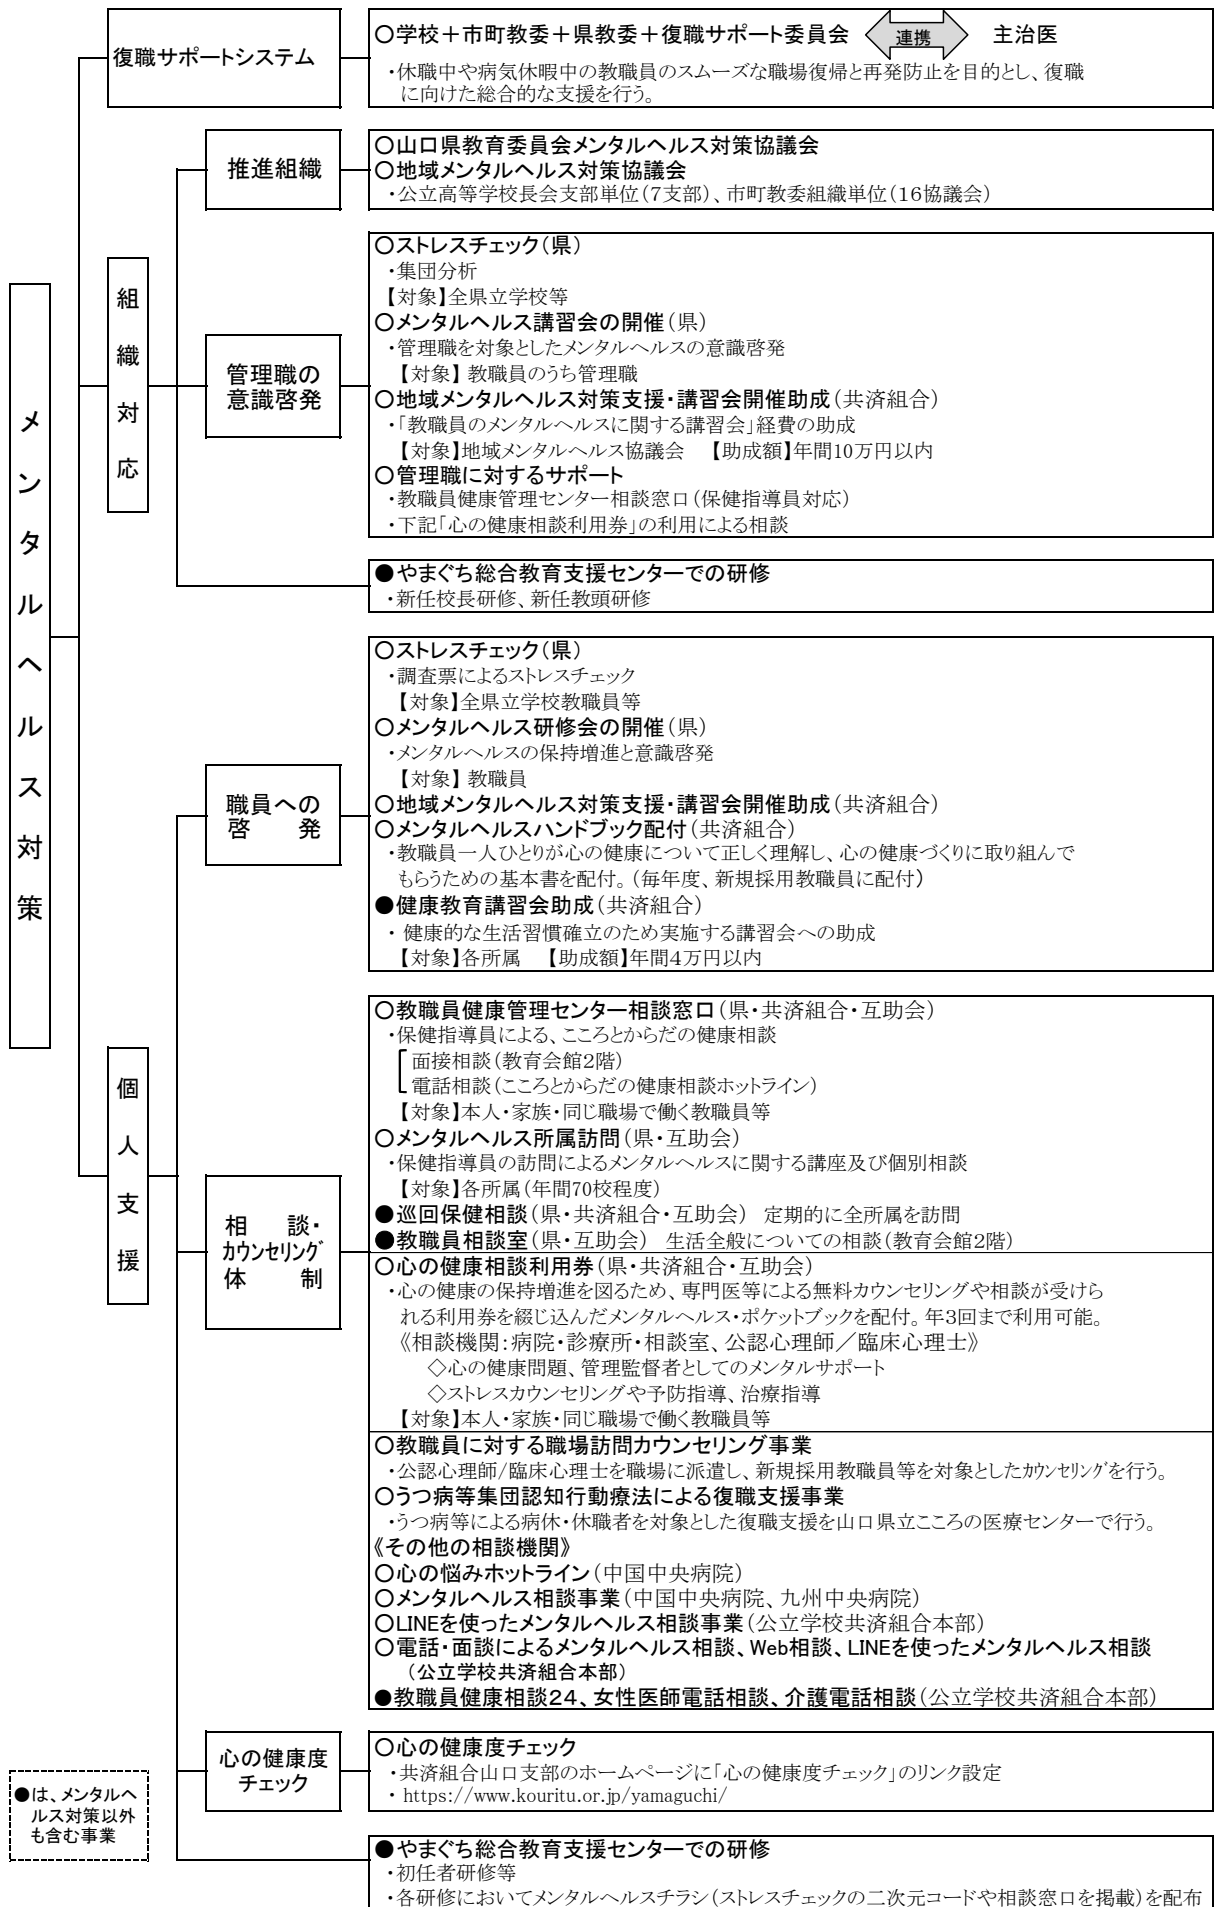 メンタルヘルス対策
復職サポートシステム
〇学校＋市町教委＋県教委＋復職サポート委員会 連携 主治医
・休職中や病気休暇中の教職員のスムーズな職場復帰と再発防止を目的とし、復職
に向けた総合的な支援を行う。
組織対応
推進組織
〇山口県教育委員会メンタルヘルス対策協議会
〇地域メンタルヘルス対策協議会
・公立高等学校長会支部単位(7支部)、市町教委組織単位(16協議会)
管理職の
意識啓発
〇ストレスチェック(県)
・集団分析
【対象】全県立学校等
〇メンタルヘルス講習会の開催(県)
・管理職を対象としたメンタルヘルスの意識啓発
【対象】 教職員のうち管理職
〇地域メンタルヘルス対策支援・講習会開催助成(共済組合)
・「教職員のメンタルヘルスに関する講習会」経費の助成
【対象】地域メンタルヘルス協議会 【助成額】年間10万円以内
〇管理職に対するサポート
・教職員健康管理センター相談窓口(保健指導員対応)
・下記「心の健康相談利用券」の利用による相談
●やまぐち総合教育支援センターでの研修
・新任校長研修、新任教頭研修
個人支援
職員への
啓 発
〇ストレスチェック(県)
・調査票によるストレスチェック
【対象】全県立学校教職員等
〇メンタルヘルス研修会の開催(県)
・メンタルヘルスの保持増進と意識啓発
【対象】 教職員
〇地域メンタルヘルス対策支援・講習会開催助成(共済組合)
〇メンタルヘルスハンドブック配付(共済組合)
・教職員一人ひとりが心の健康について正しく理解し、心の健康づくりに取り組んで
もらうための基本書を配付。(毎年度、新規採用教職員に配付)
●健康教育講習会助成(共済組合)
・ 健康的な生活習慣確立のため実施する講習会への助成
【対象】各所属 【助成額】年間4万円以内
相 談・
ｶｳﾝｾﾘﾝｸﾞ
体 制
〇教職員健康管理センター相談窓口(県・共済組合・互助会)
・保健指導員による、こころとからだの健康相談
面接相談(教育会館2階)
電話相談(こころとからだの健康相談ホットライン)
【対象】本人・家族・同じ職場で働く教職員等
〇メンタルヘルス所属訪問(県・互助会)
・保健指導員の訪問によるメンタルヘルスに関する講座及び個別相談
【対象】各所属(年間70校程度)
●巡回保健相談(県・共済組合・互助会) 定期的に全所属を訪問
●教職員相談室(県・互助会) 生活全般についての相談(教育会館2階)
〇心の健康相談利用券(県・共済組合・互助会)
・心の健康の保持増進を図るため、専門医等による無料カウンセリングや相談が受けら
れる利用券を綴じ込んだメンタルヘルス・ポケットブックを配付。年3回まで利用可能。
《相談機関:病院・診療所・相談室、公認心理師／臨床心理士》
◇心の健康問題、管理監督者としてのメンタルサポート
◇ストレスカウンセリングや予防指導、治療指導
【対象】本人・家族・同じ職場で働く教職員等
〇教職員に対する職場訪問カウンセリング事業
・公認心理師/臨床心理士を職場に派遣し、新規採用教職員等を対象としたｶｳﾝｾﾘﾝｸﾞを行う。
〇うつ病等集団認知行動療法による復職支援事業
・うつ病等による病休・休職者を対象とした復職支援を山口県立こころの医療センターで行う。
《その他の相談機関》
〇心の悩みホットライン(中国中央病院)
〇メンタルヘルス相談事業(中国中央病院、九州中央病院)
〇LINEを使ったメンタルヘルス相談事業(公立学校共済組合本部)
〇電話・面談によるメンタルヘルス相談、Web相談、LINEを使ったメンタルヘルス相談
(公立学校共済組合本部)
●教職員健康相談24、女性医師電話相談、介護電話相談(公立学校共済組合本部)
心の健康度
チェック
〇心の健康度チェック
・共済組合山口支部のホームページに「心の健康度チェック」のリンク設定
・ https://www.kouritu.or.jp/yamaguchi/
●やまぐち総合教育支援センターでの研修
・初任者研修等
・各研修においてメンタルヘルスチラシ(ストレスチェックの二次元コードや相談窓口を掲載)を配布
●は、メンタルヘ
ルス対策以外
も含む事業